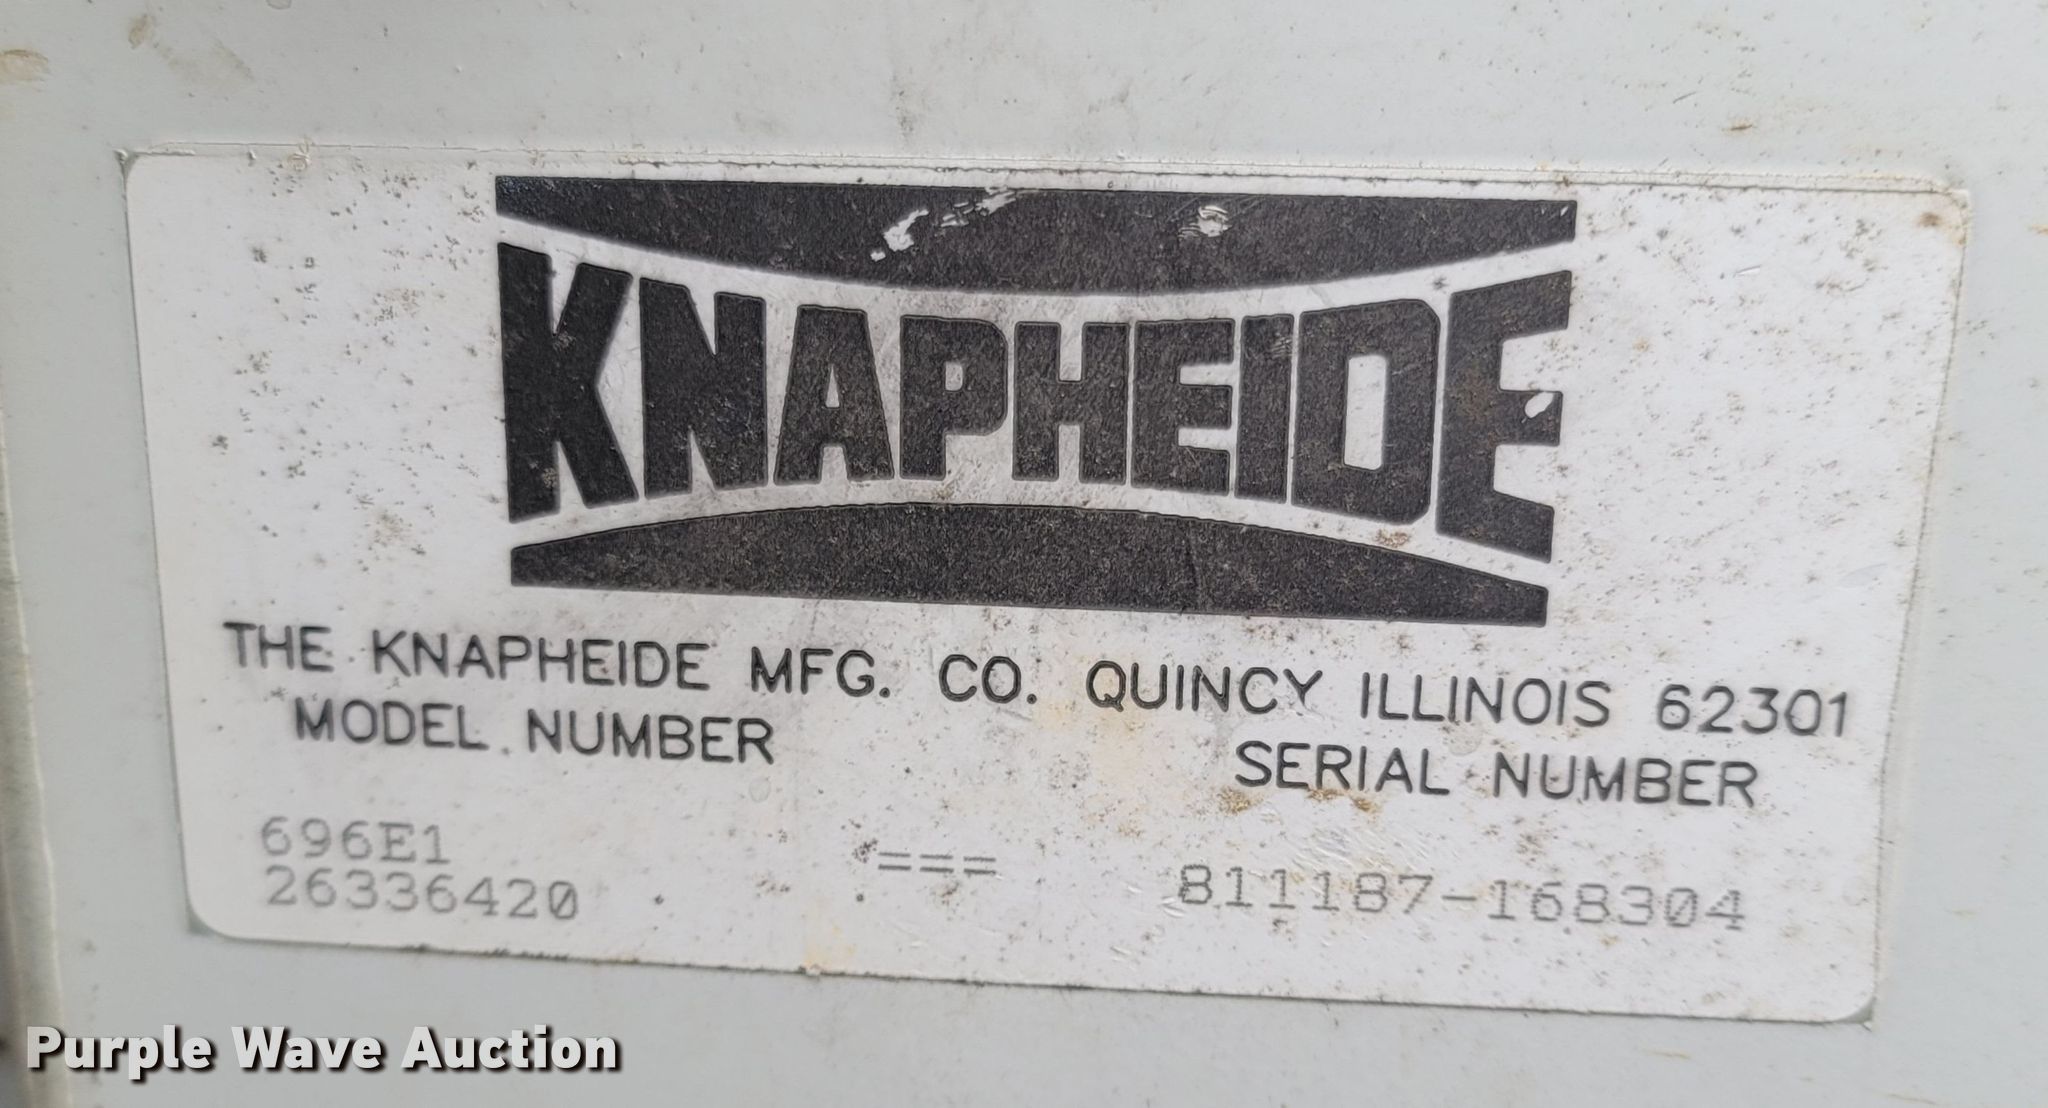 KNAPHEIDE
THE KNAPHEIDE MFG. CO. QUINCY ILLINOIS 62301
MODEL NUMBER SERIAL NUMBER
696E1
26336420 === 811187-168304
Purple Wave Auction